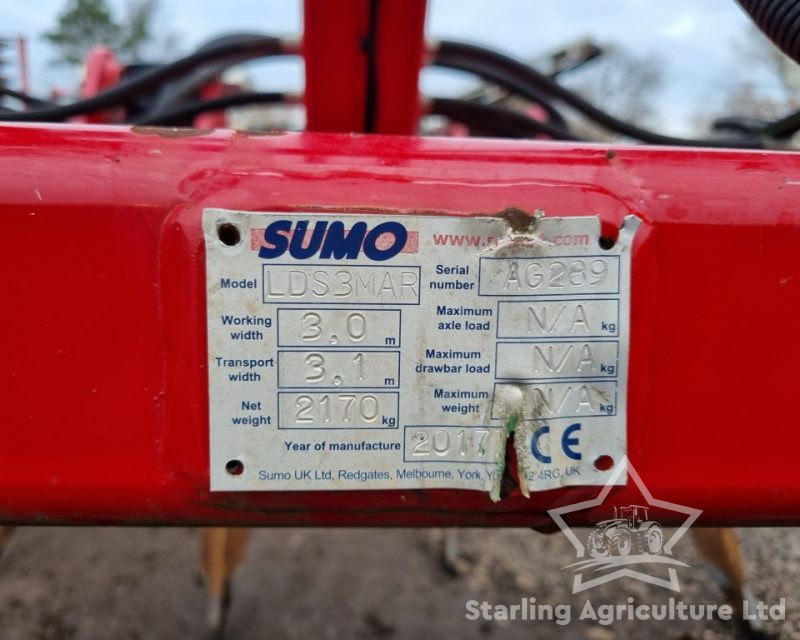 SUMO
Model LDS3MAR
Working width 3.0 m
Transport width 3.1 m
Net weight 2170 kg
www. .com
Serial number AG289
Maximum axle load N/A kg
Maximum drawbar load N/A kg
Maximum weight N/A kg
Year of manufacture 2017 CE
Sumo UK Ltd, Redgates, Melbourne, York, 4RG, UK
Starling Agriculture Ltd